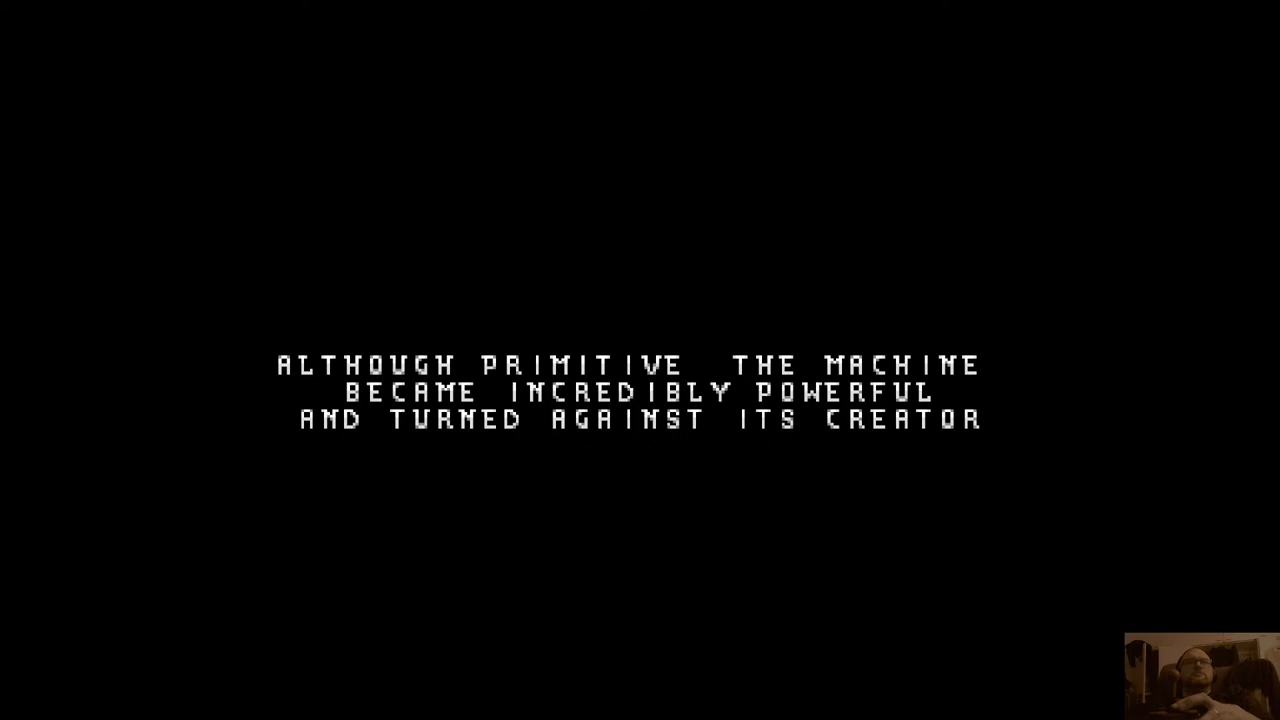 ALTHOUGH PRIMITIVE THE MACHINE
BECAME INCREDIBLY POWERFUL
AND TURNED AGAINST ITS CREATOR